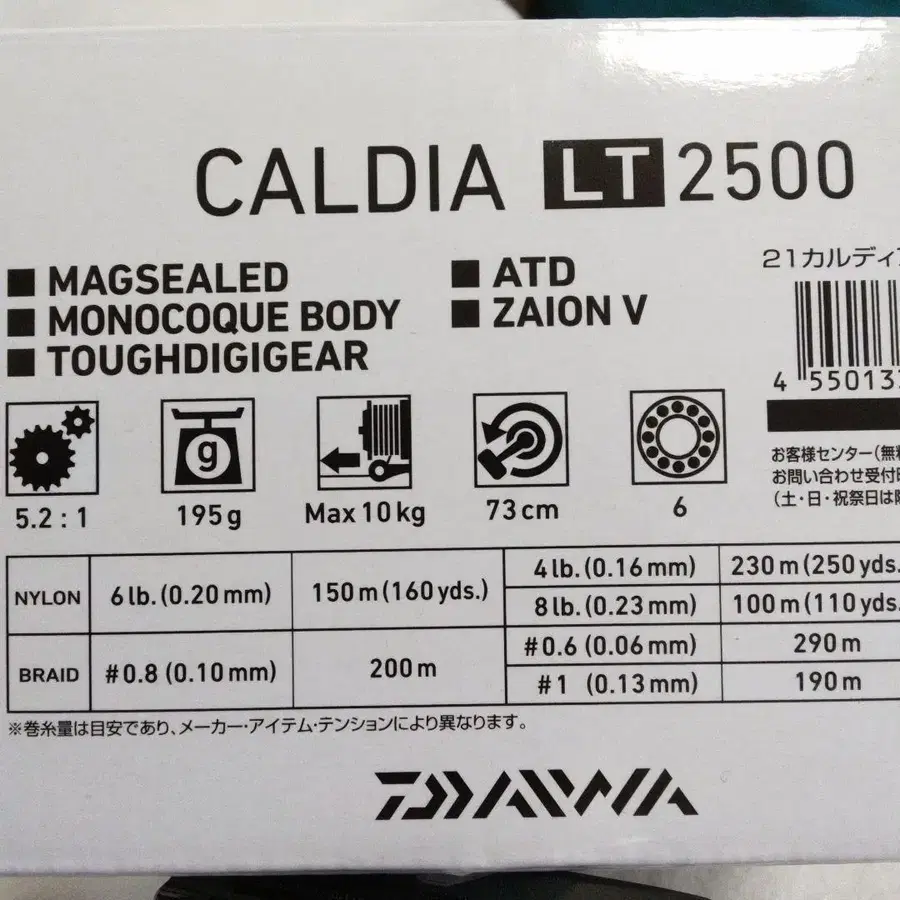 CALDIA LT 2500
■ MAGSEALED
■ MONOCOQUE BODY
■ TOUGHDIGIGEAR
■ ATD
■ ZAION V
21カルディ
4 55013
お客様センター(無
お問い合わせ受付
(土・日・祝祭日は
g
5.2 : 1
195g
Max 10kg
73cm
6
NYLON 6lb.(0.20mm) 150m(160yds.) 4lb.(0.16mm) 230m(250yds.
8lb.(0.23mm) 100m(110yds.
BRAID #0.8 (0.10mm) 200m #0.6 (0.06mm) 290m
#1 (0.13mm) 190m
※巻糸量は目安であり、メーカー・アイテム・テンションにより異なります。
DAIWA